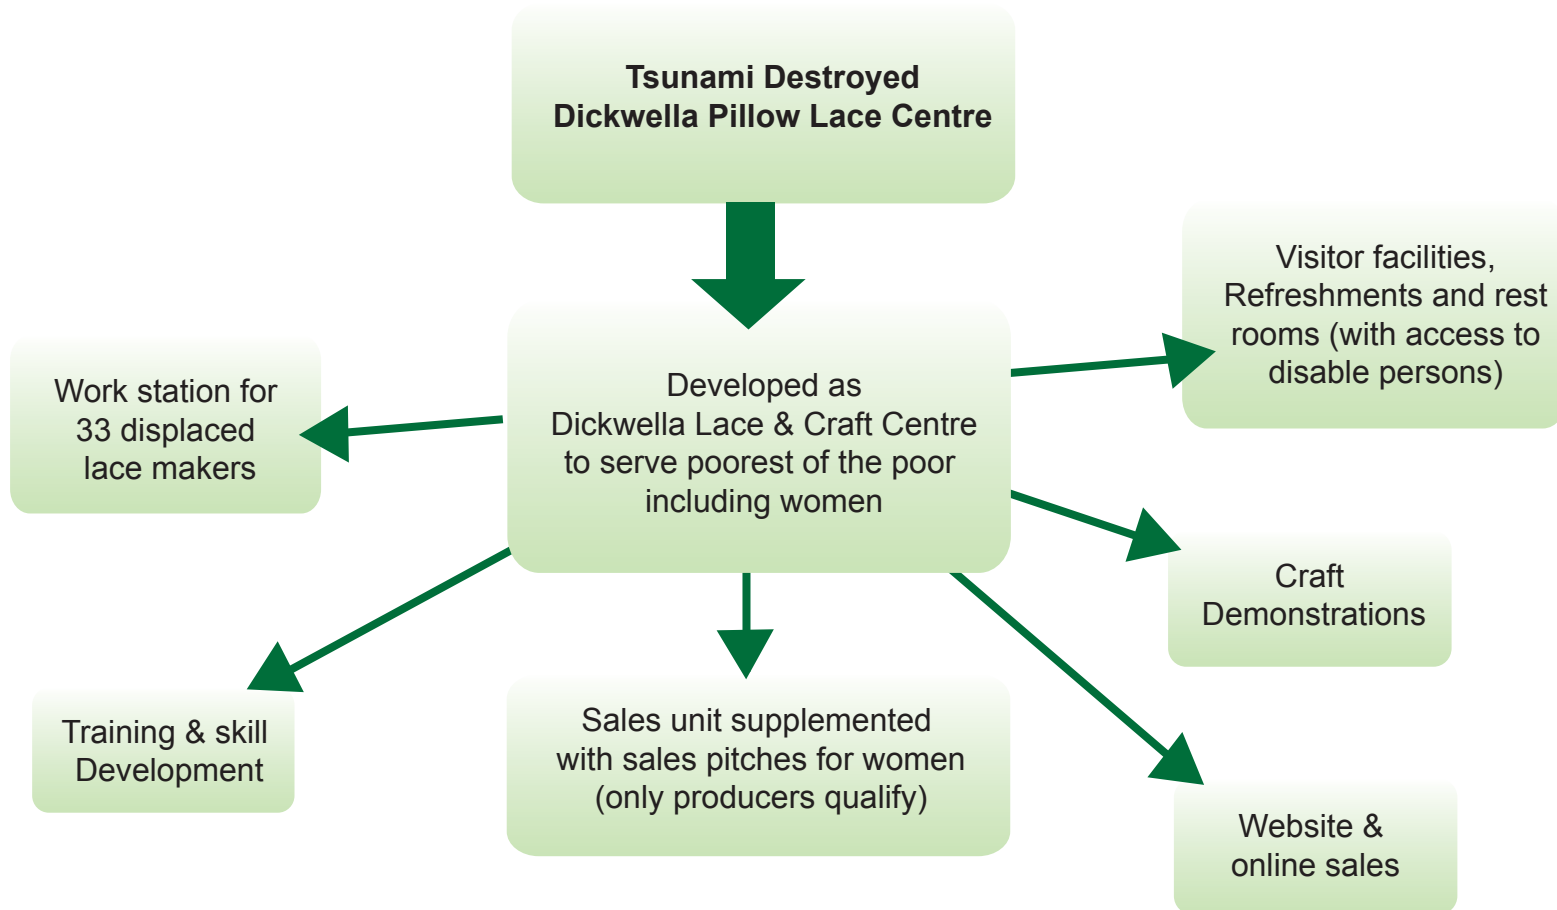 Tsunami Destroyed
Dickwella Pillow Lace Centre
Visitor facilities,
Refreshments and rest
rooms (with access to
disable persons)
Developed as
Dickwella Lace & Craft Centre
to serve poorest of the poor
including women
Work station for
33 displaced
lace makers
Craft
Demonstrations
Training & skill
Development
Sales unit supplemented
with sales pitches for women
(only producers qualify)
Website &
online sales